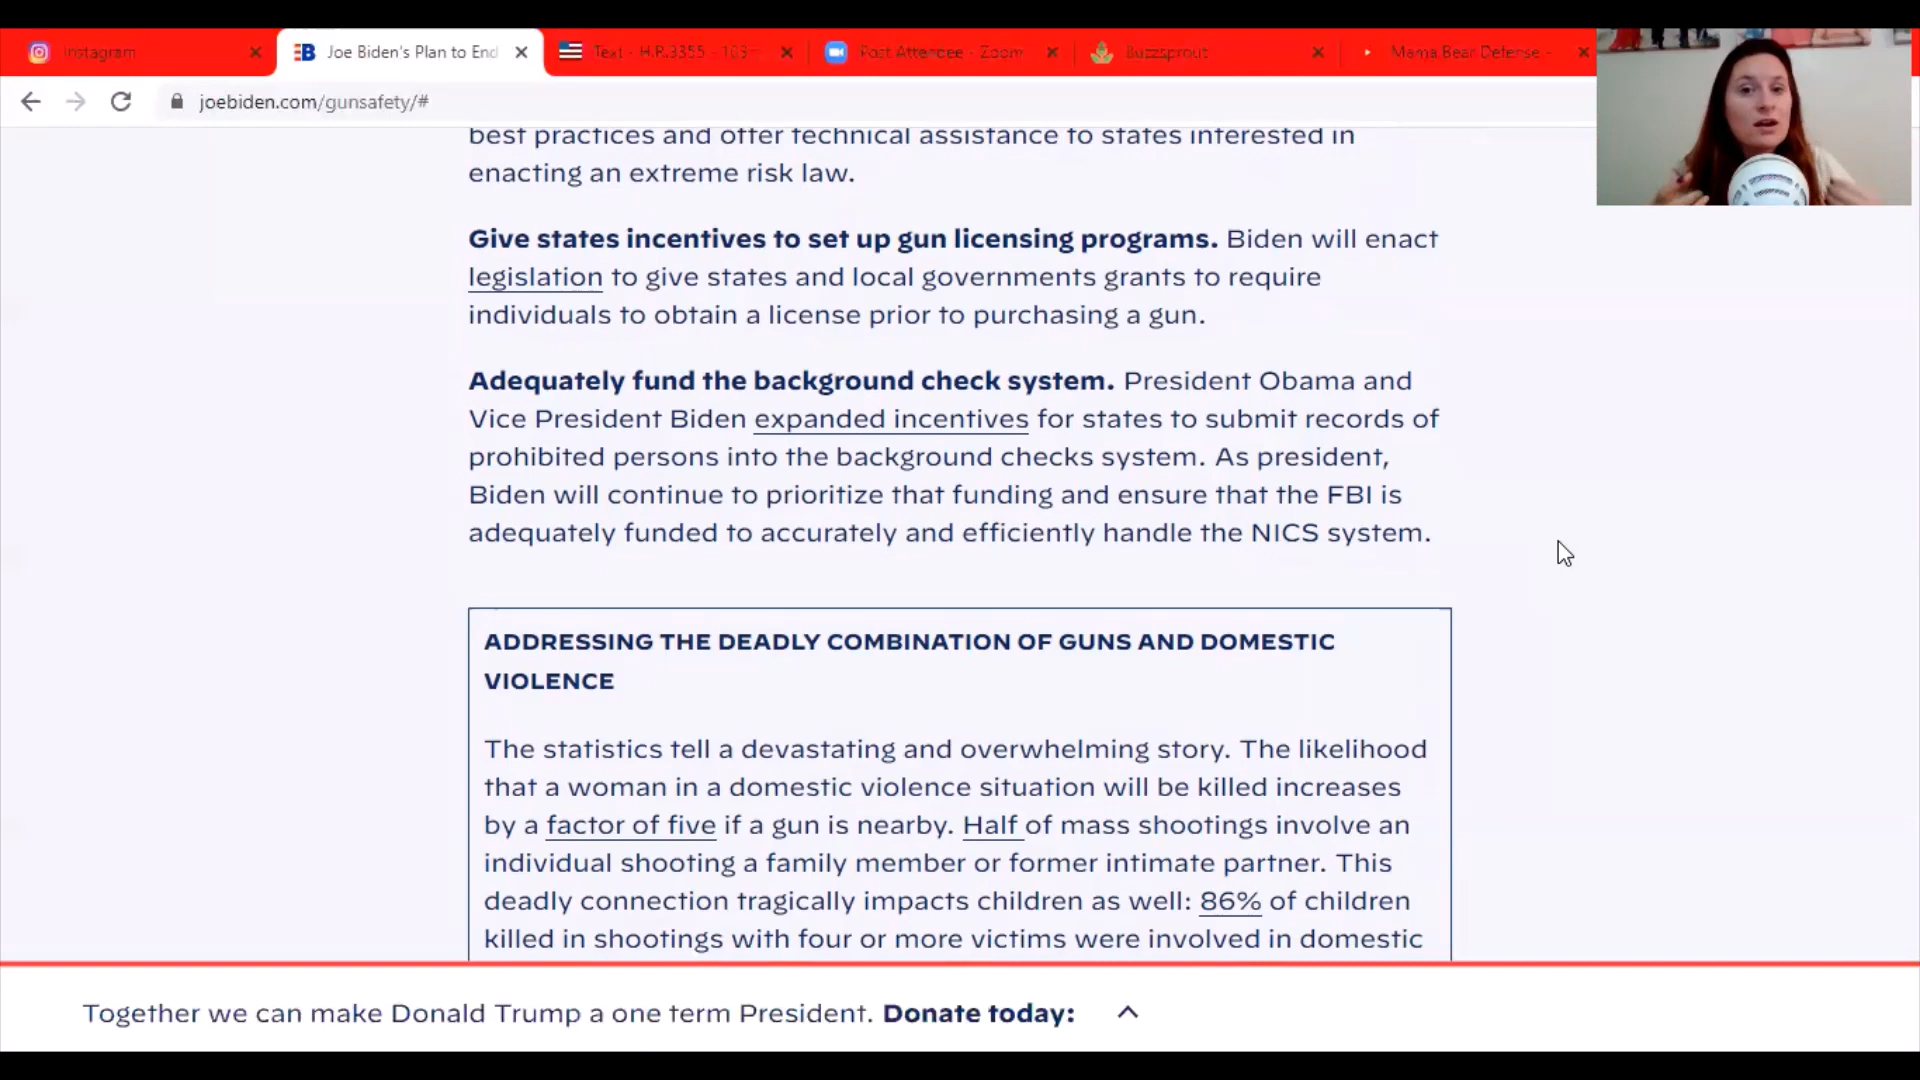 Instagram
Joe Biden's Plan to End
Text - H.R.3355 - 103
Post Attendee - Zoom
Buzzsprout
Mama Bear Defense -
joebiden.com/gunsafety/#
best practices and offer technical assistance to states interested in
enacting an extreme risk law.
Give states incentives to set up gun licensing programs. Biden will enact
legislation to give states and local governments grants to require
individuals to obtain a license prior to purchasing a gun.
Adequately fund the background check system. President Obama and
Vice President Biden expanded incentives for states to submit records of
prohibited persons into the background checks system. As president,
Biden will continue to prioritize that funding and ensure that the FBI is
adequately funded to accurately and efficiently handle the NICS system.
ADDRESSING THE DEADLY COMBINATION OF GUNS AND DOMESTIC
VIOLENCE
The statistics tell a devastating and overwhelming story. The likelihood
that a woman in a domestic violence situation will be killed increases
by a factor of five if a gun is nearby. Half of mass shootings involve an
individual shooting a family member or former intimate partner. This
deadly connection tragically impacts children as well: 86% of children
killed in shootings with four or more victims were involved in domestic
Together we can make Donald Trump a one term President. Donate today: